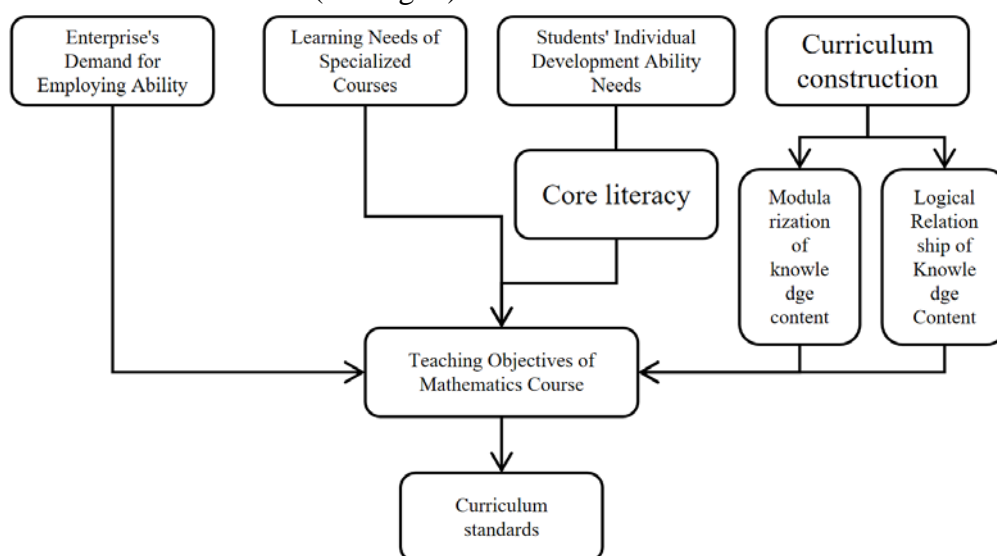 Enterprise's
Demand for
Employing Ability
Learning Needs of
Specialized
Courses
Students' Individual
Development Ability
Needs
Curriculum
construction
Core literacy
Modula
rization
of
knowle
dge
content
Logical
Relation
ship of
Knowle
dge
Content
Teaching Objectives of
Mathematics Course
Curriculum
standards